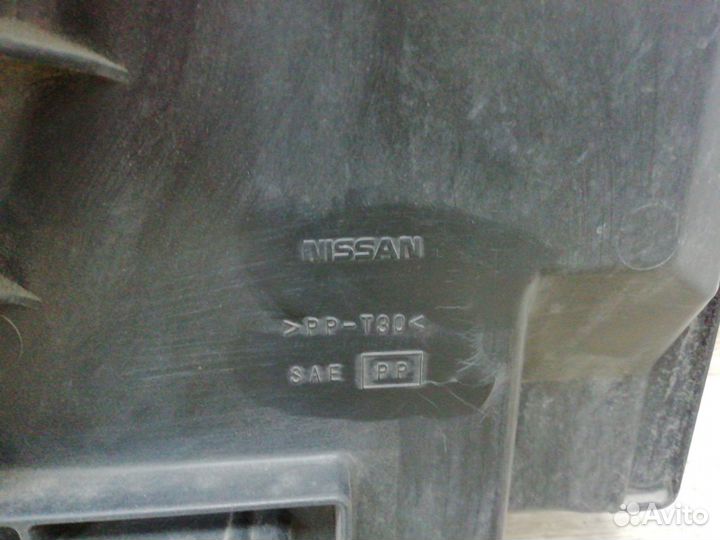 NISSAN
>PP-T30<
SAE PP
Avito